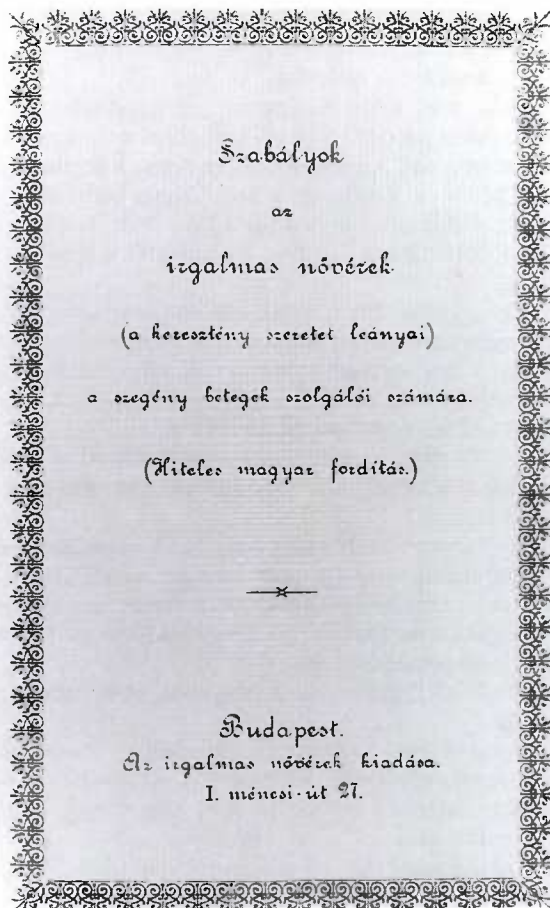 Szabályok
az
irgalmas nővérek
(a keresztény szeretet leányai)
a szegény betegek szolgálói számára.
(Hiteles magyar fordítás.)
Budapest.
Az irgalmas nővérek kiadása.
I. ménesi-út 27.